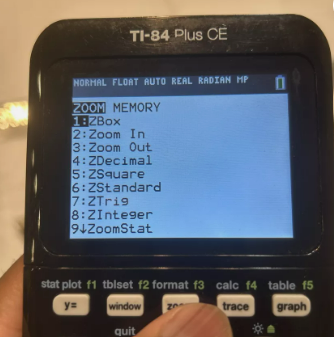 TI-84 Plus CE
NORMAL FLOAT AUTO REAL RADIAN MP
ZOOM MEMORY
1:ZBox
2:Zoom In
3:Zoom Out
4:ZDecimal
5:ZSquare
6:ZStandard
7:ZTrig
8:ZInteger
9↓ZoomStat
stat plot f1 tblset f2 format f3 calc f4 table f5
y= window trace graph
quit